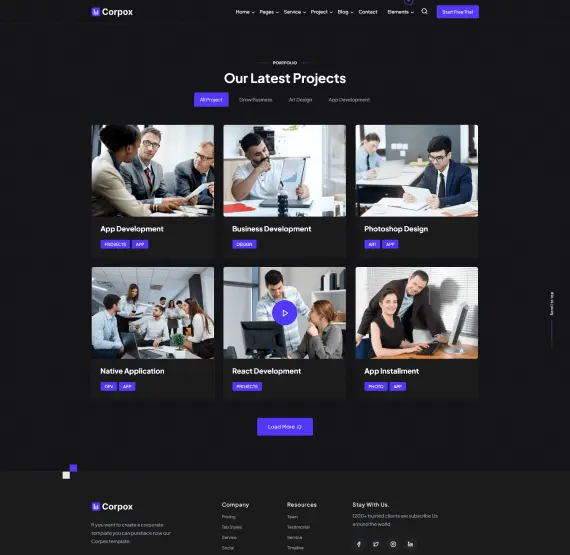 Corpox
Home Pages Service Project Blog Contact Elements Start Free Trial
PORTFOLIO
Our Latest Projects
All Project Grow Business Art Design App Development
App Development Business Development Photoshop Design
PROJECTS APP DESIGN ART APP
Native Application React Development App Installment
DEV APP PROJECTS PHOTO APP
Scroll to top
Load More
Corpox
If you want to create a corporate
template you can purchace now our
Corpox template.
Company
Pricing
Tab Styles
Service
Social
Resources
Team
Testimonial
Service
Timeline
Stay With Us.
1200+ trusted clients are subscribe Us
around the world